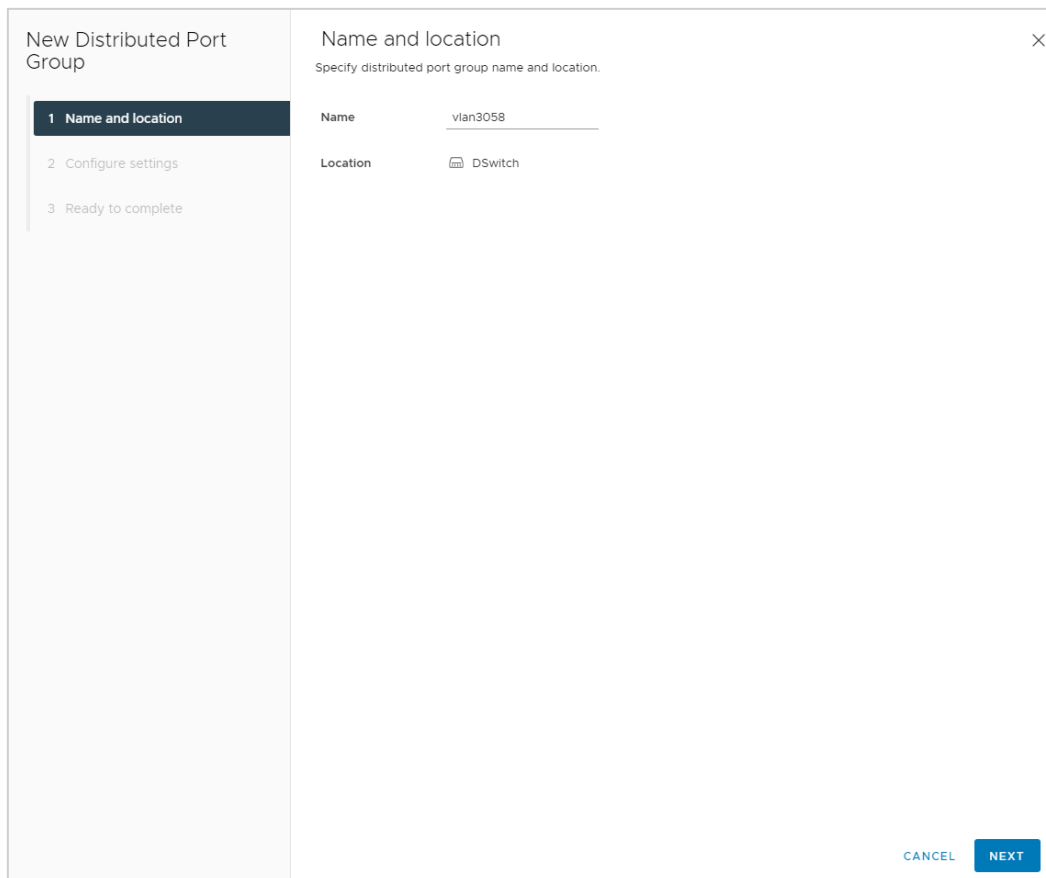 New Distributed Port
Group
1 Name and location
2 Configure settings
3 Ready to complete
Name and location
Specify distributed port group name and location.
Name vlan3058
Location DSwitch
CANCEL NEXT